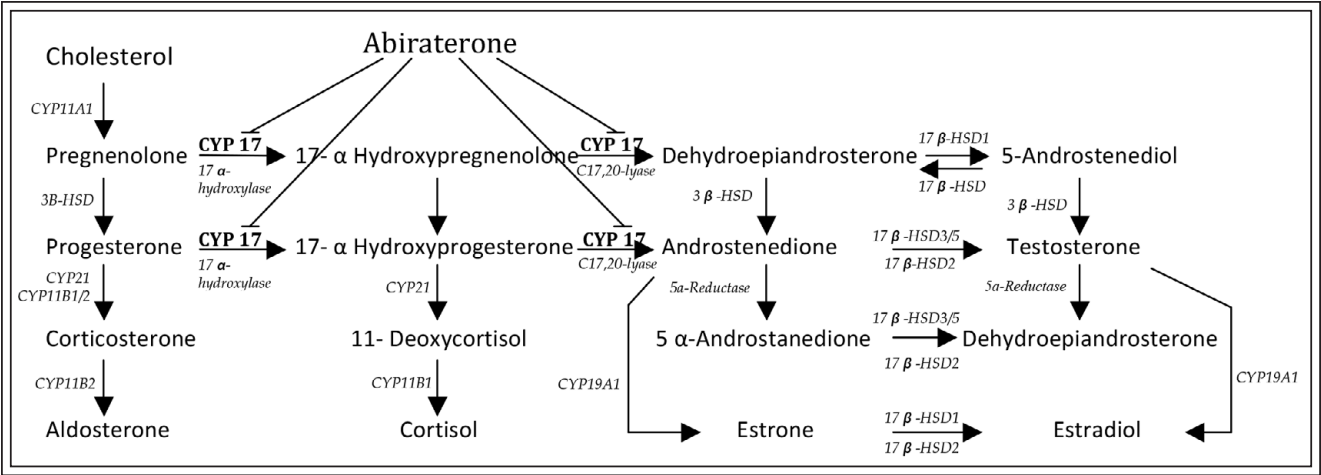 Cholesterol
Abiraterone
CYP11A1
CYP 17
CYP 17
17 β-HSD1
Pregnenolone
17- α Hydroxypregnenolone
Dehydroepiandrosterone
5-Androstenediol
17 α-
hydroxylase
C17,20-lyase
17 β-HSD
3B-HSD
3 β -HSD
3 β -HSD
CYP 17
CYP 17
17 β -HSD3/5
Progesterone
17- α Hydroxyprogesterone
Androstenedione
Testosterone
17 α-
hydroxylase
C17,20-lyase
17 β-HSD2
CYP21
CYP11B1/2
CYP21
5a-Reductase
5a-Reductase
17 β -HSD3/5
Corticosterone
11- Deoxycortisol
5 α-Androstanedione
Dehydroepiandrosterone
17 β -HSD2
CYP11B2
CYP11B1
CYP19A1
CYP19A1
17 β -HSD1
Aldosterone
Cortisol
Estrone
Estradiol
17 β -HSD2